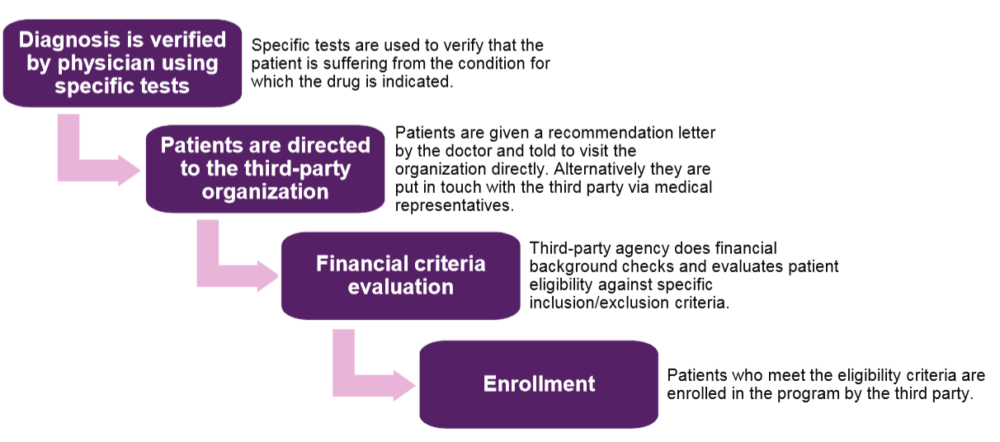 Diagnosis is verified
by physician using
specific tests
Specific tests are used to verify that the
patient is suffering from the condition for
which the drug is indicated.
Patients are directed
to the third-party
organization
Patients are given a recommendation letter
by the doctor and told to visit the
organization directly. Alternatively they are
put in touch with the third party via medical
representatives.
Financial criteria
evaluation
Third-party agency does financial
background checks and evaluates patient
eligibility against specific
inclusion/exclusion criteria.
Enrollment
Patients who meet the eligibility criteria are
enrolled in the program by the third party.